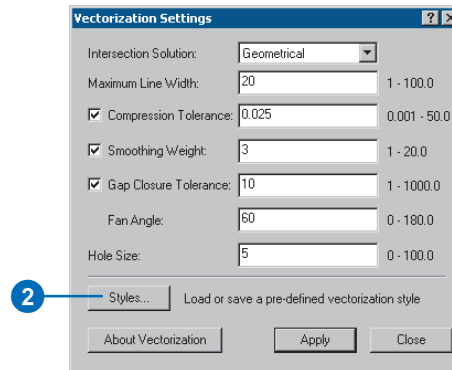 Vectorization Settings
Intersection Solution: Geometrical
Maximum Line Width: 20 1 - 100.0
Compression Tolerance: 0.025 0.001 - 50.0
Smoothing Weight: 3 1 - 20.0
Gap Closure Tolerance: 10 1 - 1000.0
Fan Angle: 60 0 - 180.0
Hole Size: 5 0 - 100.0
2 Styles... Load or save a pre-defined vectorization style
About Vectorization Apply Close